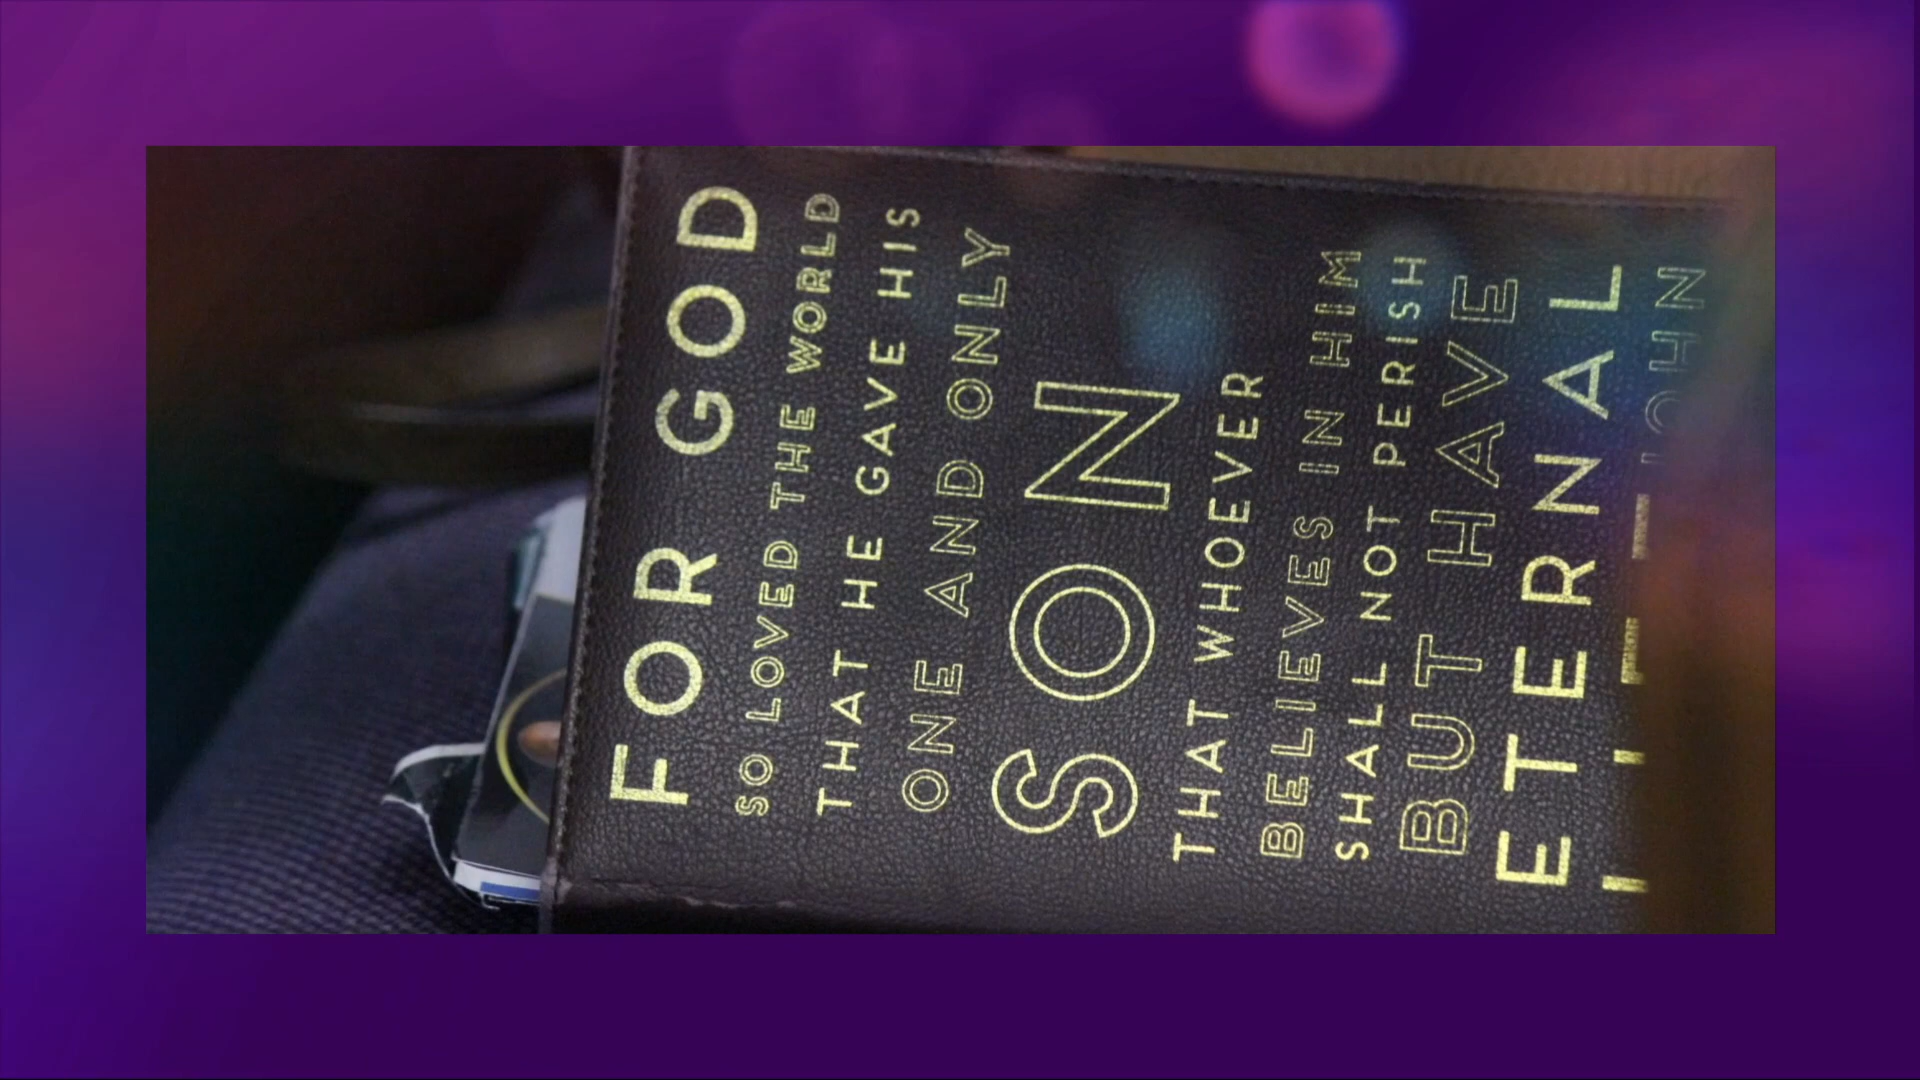 FOR GOD
SO LOVED THE WORLD
THAT HE GAVE HIS
ONE AND ONLY
SON
THAT WHOEVER
BELIEVES IN HIM
SHALL NOT PERISH
BUT HAVE
ETERNAL
JOHN